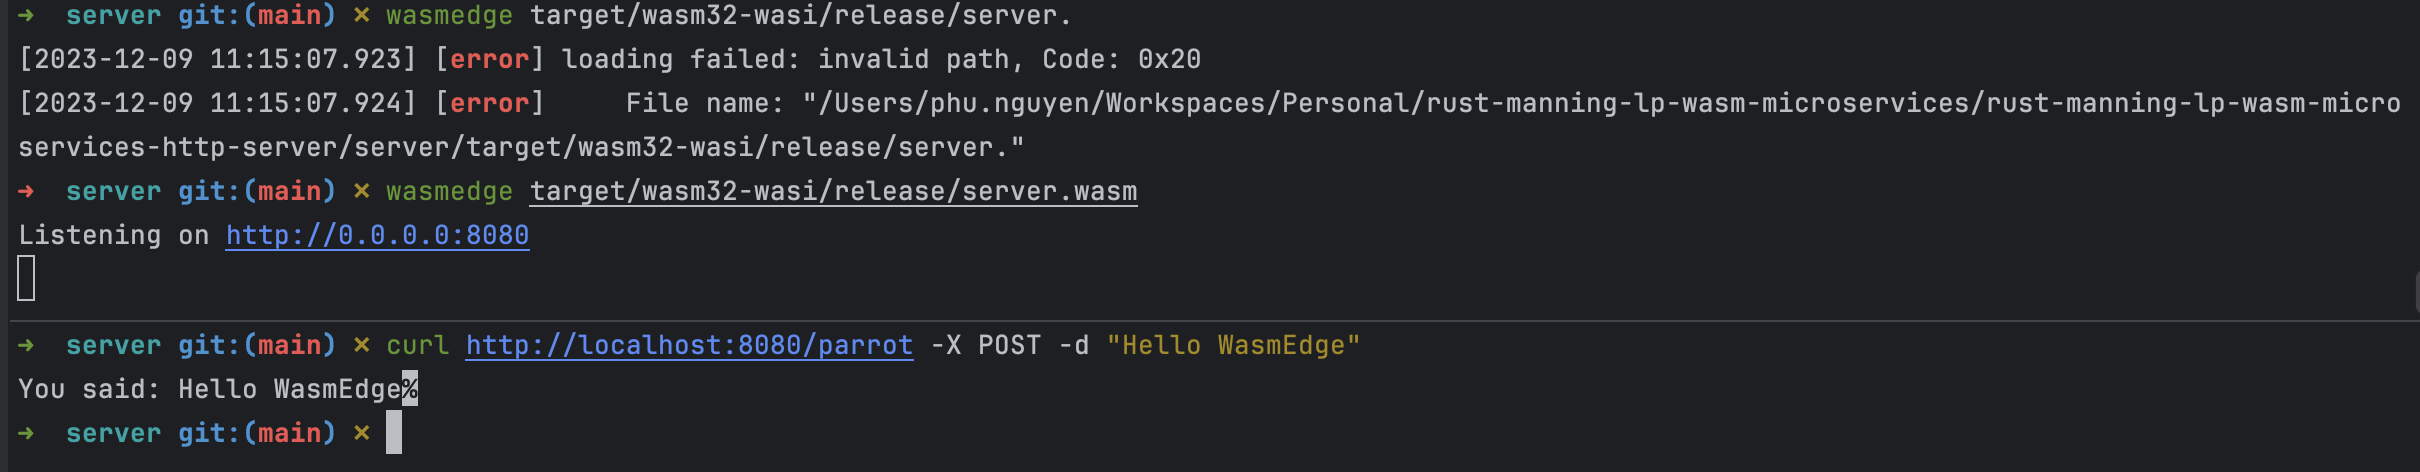 ➜  server git:(main) ✗ wasmedge target/wasm32-wasi/release/server.
[2023-12-09 11:15:07.923] [error] loading failed: invalid path, Code: 0x20
[2023-12-09 11:15:07.924] [error]     File name: "/Users/phu.nguyen/Workspaces/Personal/rust-manning-lp-wasm-microservices/rust-manning-lp-wasm-micro
services-http-server/server/target/wasm32-wasi/release/server."
➜  server git:(main) ✗ wasmedge target/wasm32-wasi/release/server.wasm
Listening on http://0.0.0.0:8080
➜  server git:(main) ✗ curl http://localhost:8080/parrot -X POST -d "Hello WasmEdge"
You said: Hello WasmEdge%
➜  server git:(main) ✗